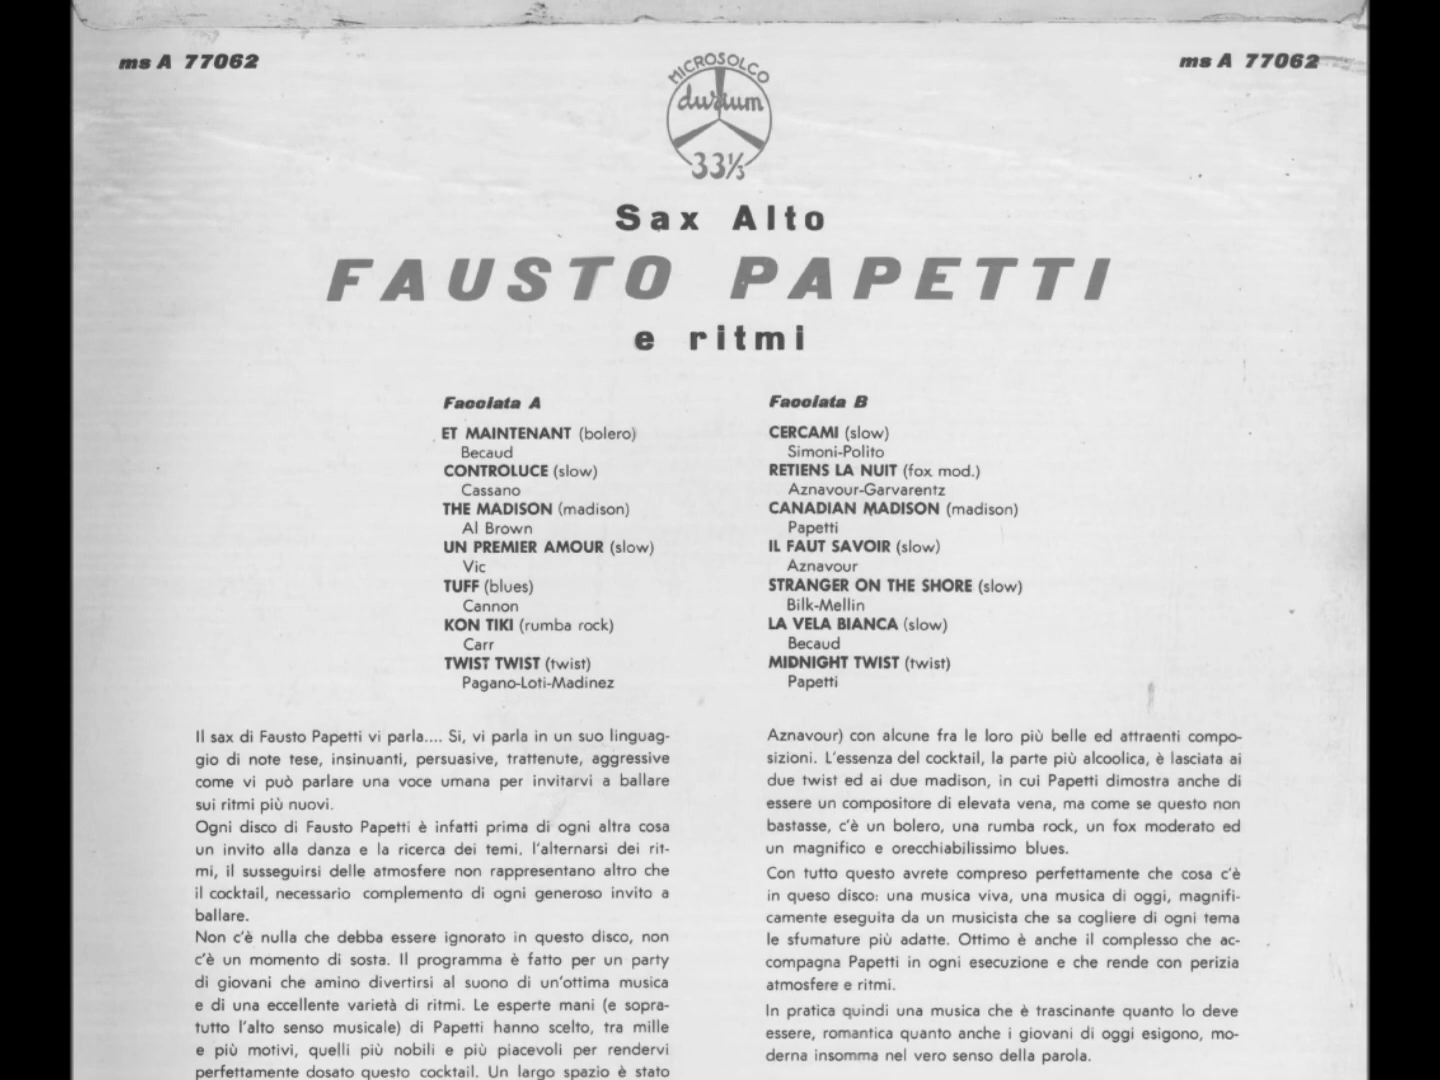 ms A 77062
ms A 77062
MICROSOLCO
durium
33⅓
Sax Alto
FAUSTO PAPETTI
e ritmi
Facciata A
ET MAINTENANT (bolero)
Becaud
CONTROLUCE (slow)
Cassano
THE MADISON (madison)
Al Brown
UN PREMIER AMOUR (slow)
Vic
TUFF (blues)
Cannon
KON TIKI (rumba rock)
Carr
TWIST TWIST (twist)
Pagano-Loti-Madinez
Facciata B
CERCAMI (slow)
Simoni-Polito
RETIENS LA NUIT (fox mod.)
Aznavour-Garvarentz
CANADIAN MADISON (madison)
Papetti
IL FAUT SAVOIR (slow)
Aznavour
STRANGER ON THE SHORE (slow)
Bilk-Mellin
LA VELA BIANCA (slow)
Becaud
MIDNIGHT TWIST (twist)
Papetti
Il sax di Fausto Papetti vi parla.... Si, vi parla in un suo linguag-
gio di note tese, insinuanti, persuasive, trattenute, aggressive
come vi può parlare una voce umana per invitarvi a ballare
sui ritmi più nuovi.
Ogni disco di Fausto Papetti è infatti prima di ogni altra cosa
un invito alla danza e la ricerca dei temi, l'alternarsi dei rit-
mi, il susseguirsi delle atmosfere non rappresentano altro che
il cocktail, necessario complemento di ogni generoso invito a
ballare.
Non c'è nulla che debba essere ignorato in questo disco, non
c'è un momento di sosta. Il programma è fatto per un party
di giovani che amino divertirsi al suono di un'ottima musica
e di una eccellente varietà di ritmi. Le esperte mani (e sopra-
tutto l'alto senso musicale) di Papetti hanno scelto, tra mille
e più motivi, quelli più nobili e più piacevoli per rendervi
perfettamente dosato questo cocktail. Un largo spazio è stato
Aznavour) con alcune fra le loro più belle ed attraenti compo-
sizioni. L'essenza del cocktail, la parte più alcoolica, è lasciata ai
due twist ed ai due madison, in cui Papetti dimostra anche di
essere un compositore di elevata vena, ma come se questo non
bastasse, c'è un bolero, una rumba rock, un fox moderato ed
un magnifico e orecchiabilissimo blues.
Con tutto questo avrete compreso perfettamente che cosa c'è
in queso disco: una musica viva, una musica di oggi, magnifi-
camente eseguita da un musicista che sa cogliere di ogni tema
le sfumature più adatte. Ottimo è anche il complesso che ac-
compagna Papetti in ogni esecuzione e che rende con perizia
atmosfere e ritmi.
In pratica quindi una musica che è trascinante quanto lo deve
essere, romantica quanto anche i giovani di oggi esigono, mo-
derna insomma nel vero senso della parola.